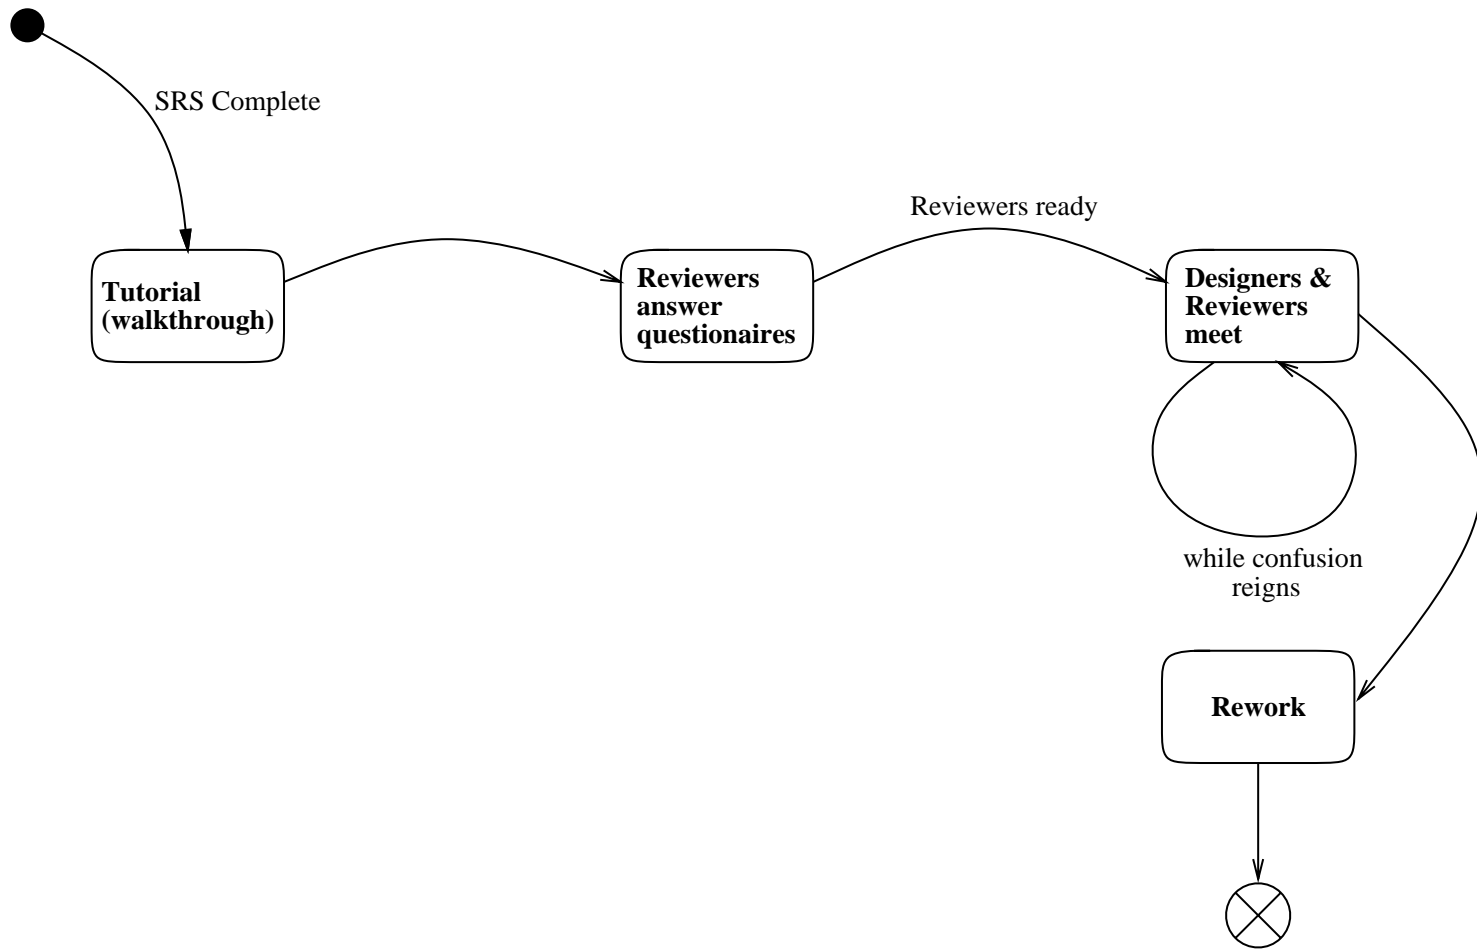 SRS Complete
Reviewers ready
Tutorial
(walkthrough)
Reviewers
answer
questionaires
Designers &
Reviewers
meet
while confusion
reigns
Rework